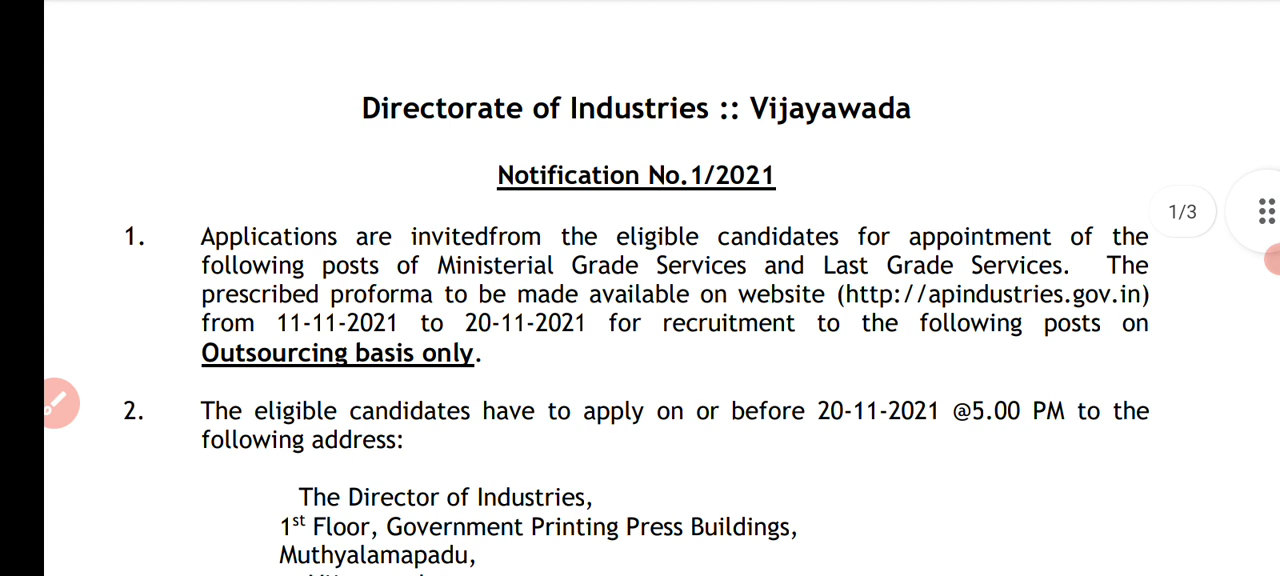 Directorate of Industries :: Vijayawada
Notification No.1/2021
1/3
1. Applications are invitedfrom the eligible candidates for appointment of the
following posts of Ministerial Grade Services and Last Grade Services. The
prescribed proforma to be made available on website (http://apindustries.gov.in)
from 11-11-2021 to 20-11-2021 for recruitment to the following posts on
Outsourcing basis only.
2. The eligible candidates have to apply on or before 20-11-2021 @5.00 PM to the
following address:
The Director of Industries,
1st Floor, Government Printing Press Buildings,
Muthyalamapadu,